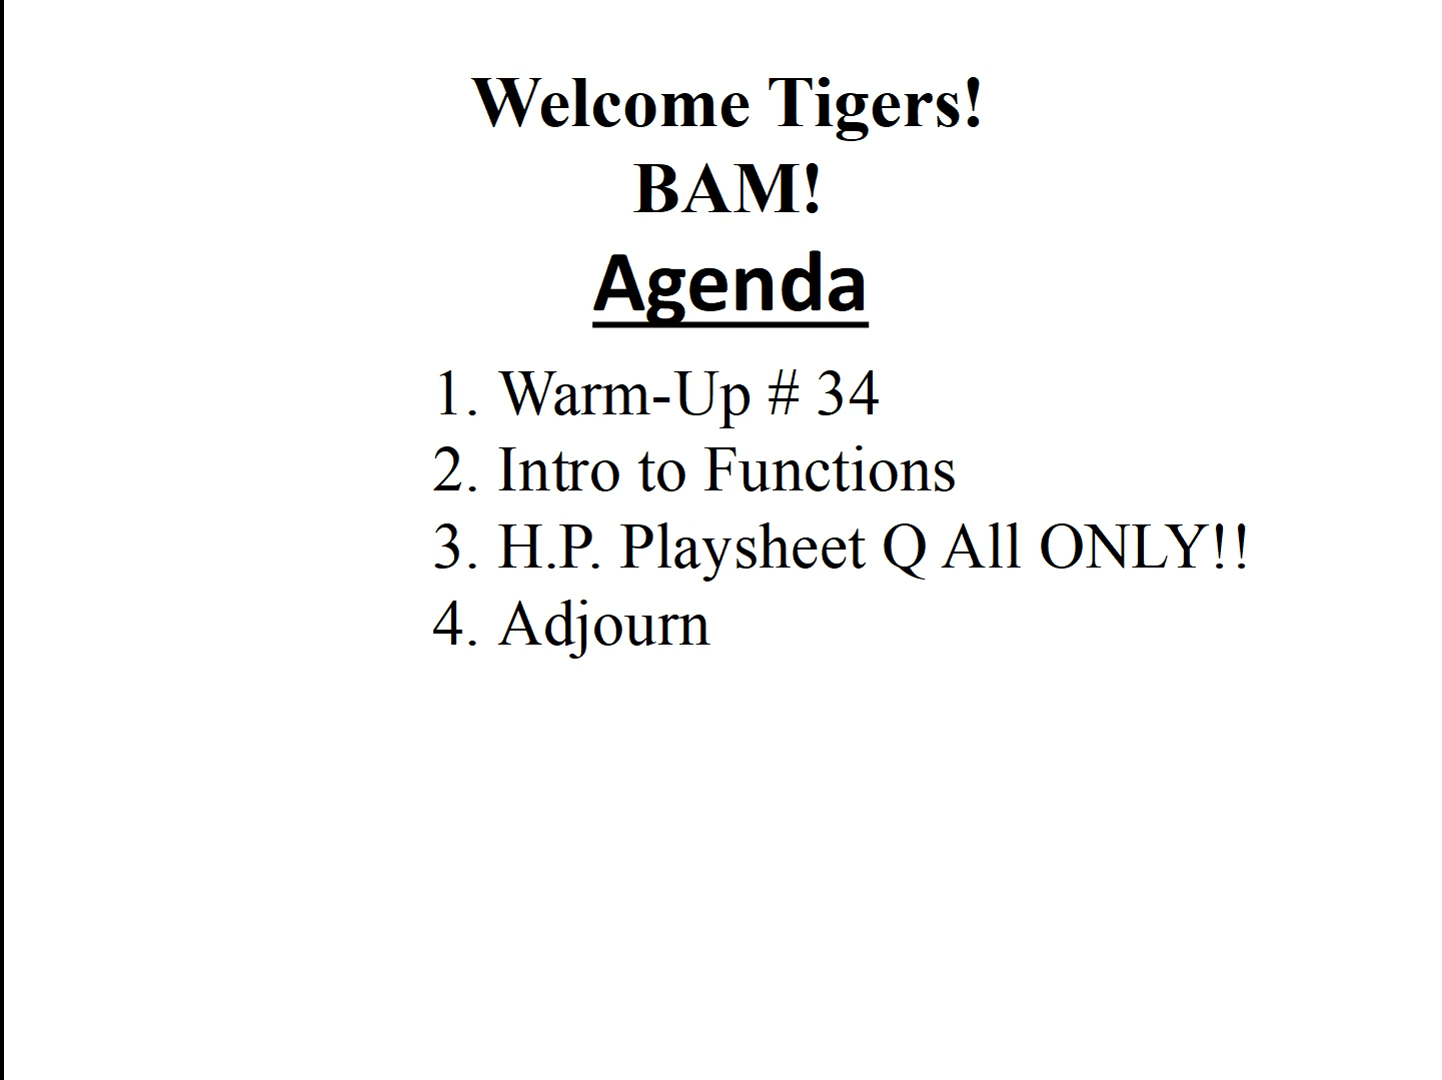 Welcome Tigers!
BAM!
Agenda
1. Warm-Up # 34
2. Intro to Functions
3. H.P. Playsheet Q All ONLY!!
4. Adjourn